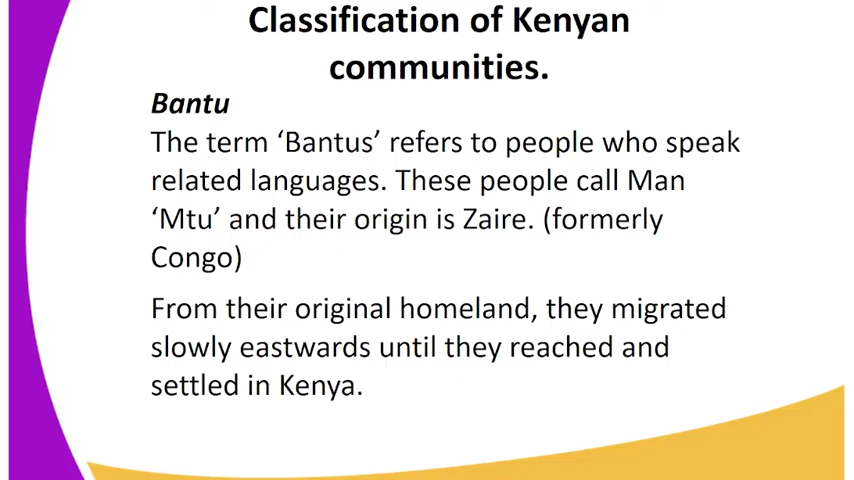 Classification of Kenyan
communities.
Bantu
The term ‘Bantus’ refers to people who speak
related languages. These people call Man
‘Mtu’ and their origin is Zaire. (formerly
Congo)
From their original homeland, they migrated
slowly eastwards until they reached and
settled in Kenya.